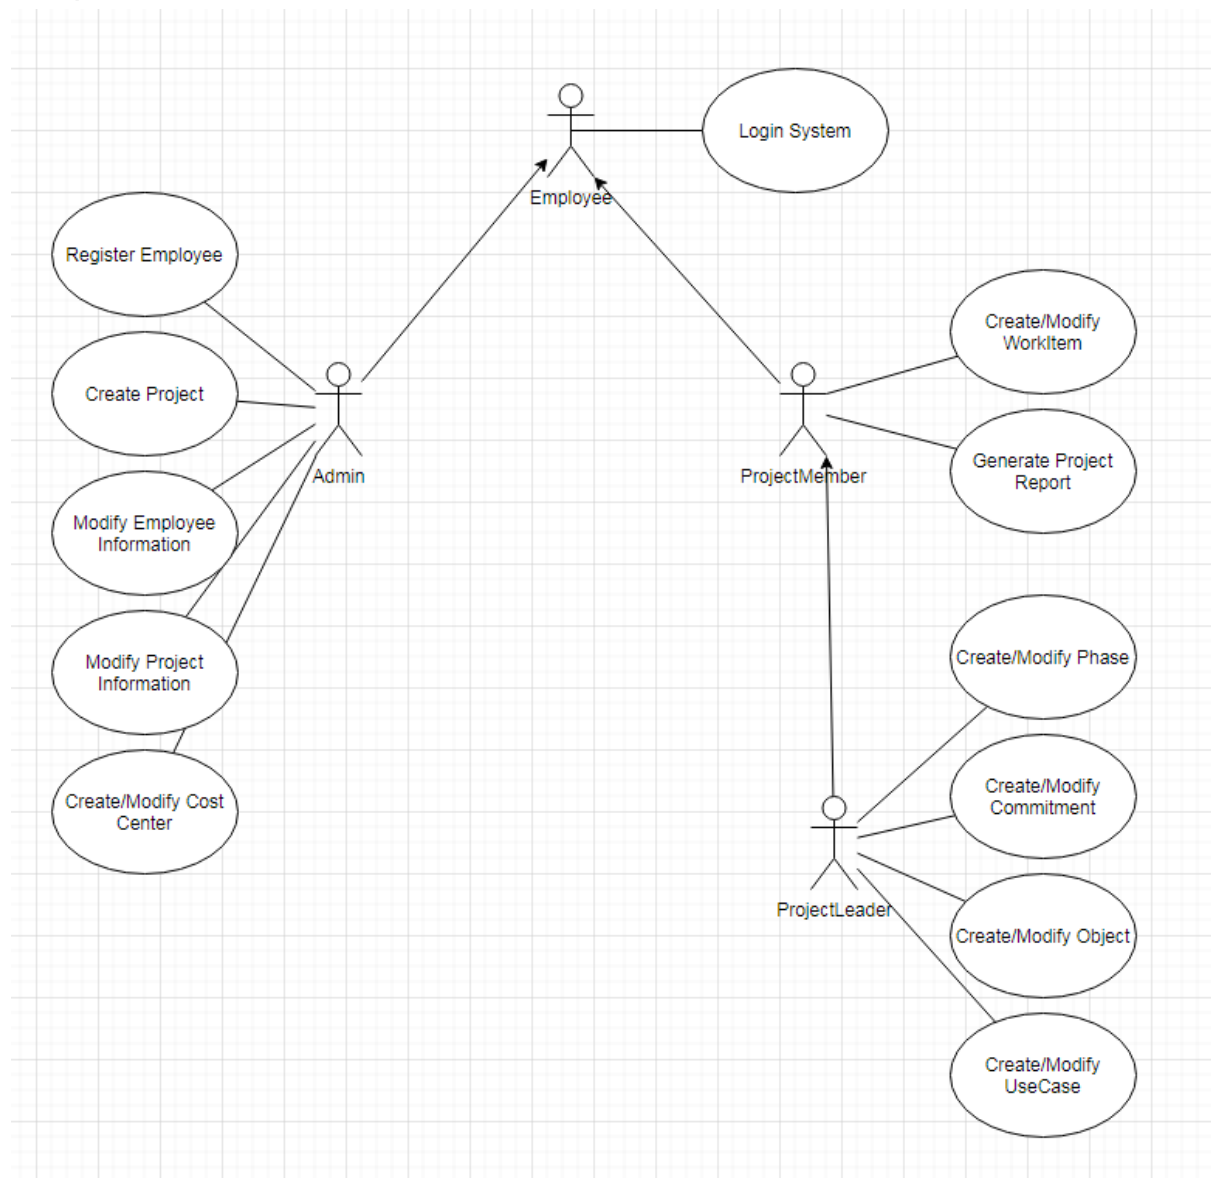 Login System
Employee
Register Employee
Create/Modify
WorkItem
Create Project
Generate Project
Report
Admin
ProjectMember
Modify Employee
Information
Create/Modify Phase
Modify Project
Information
Create/Modify
Commitment
Create/Modify Cost
Center
ProjectLeader
Create/Modify Object
Create/Modify
UseCase